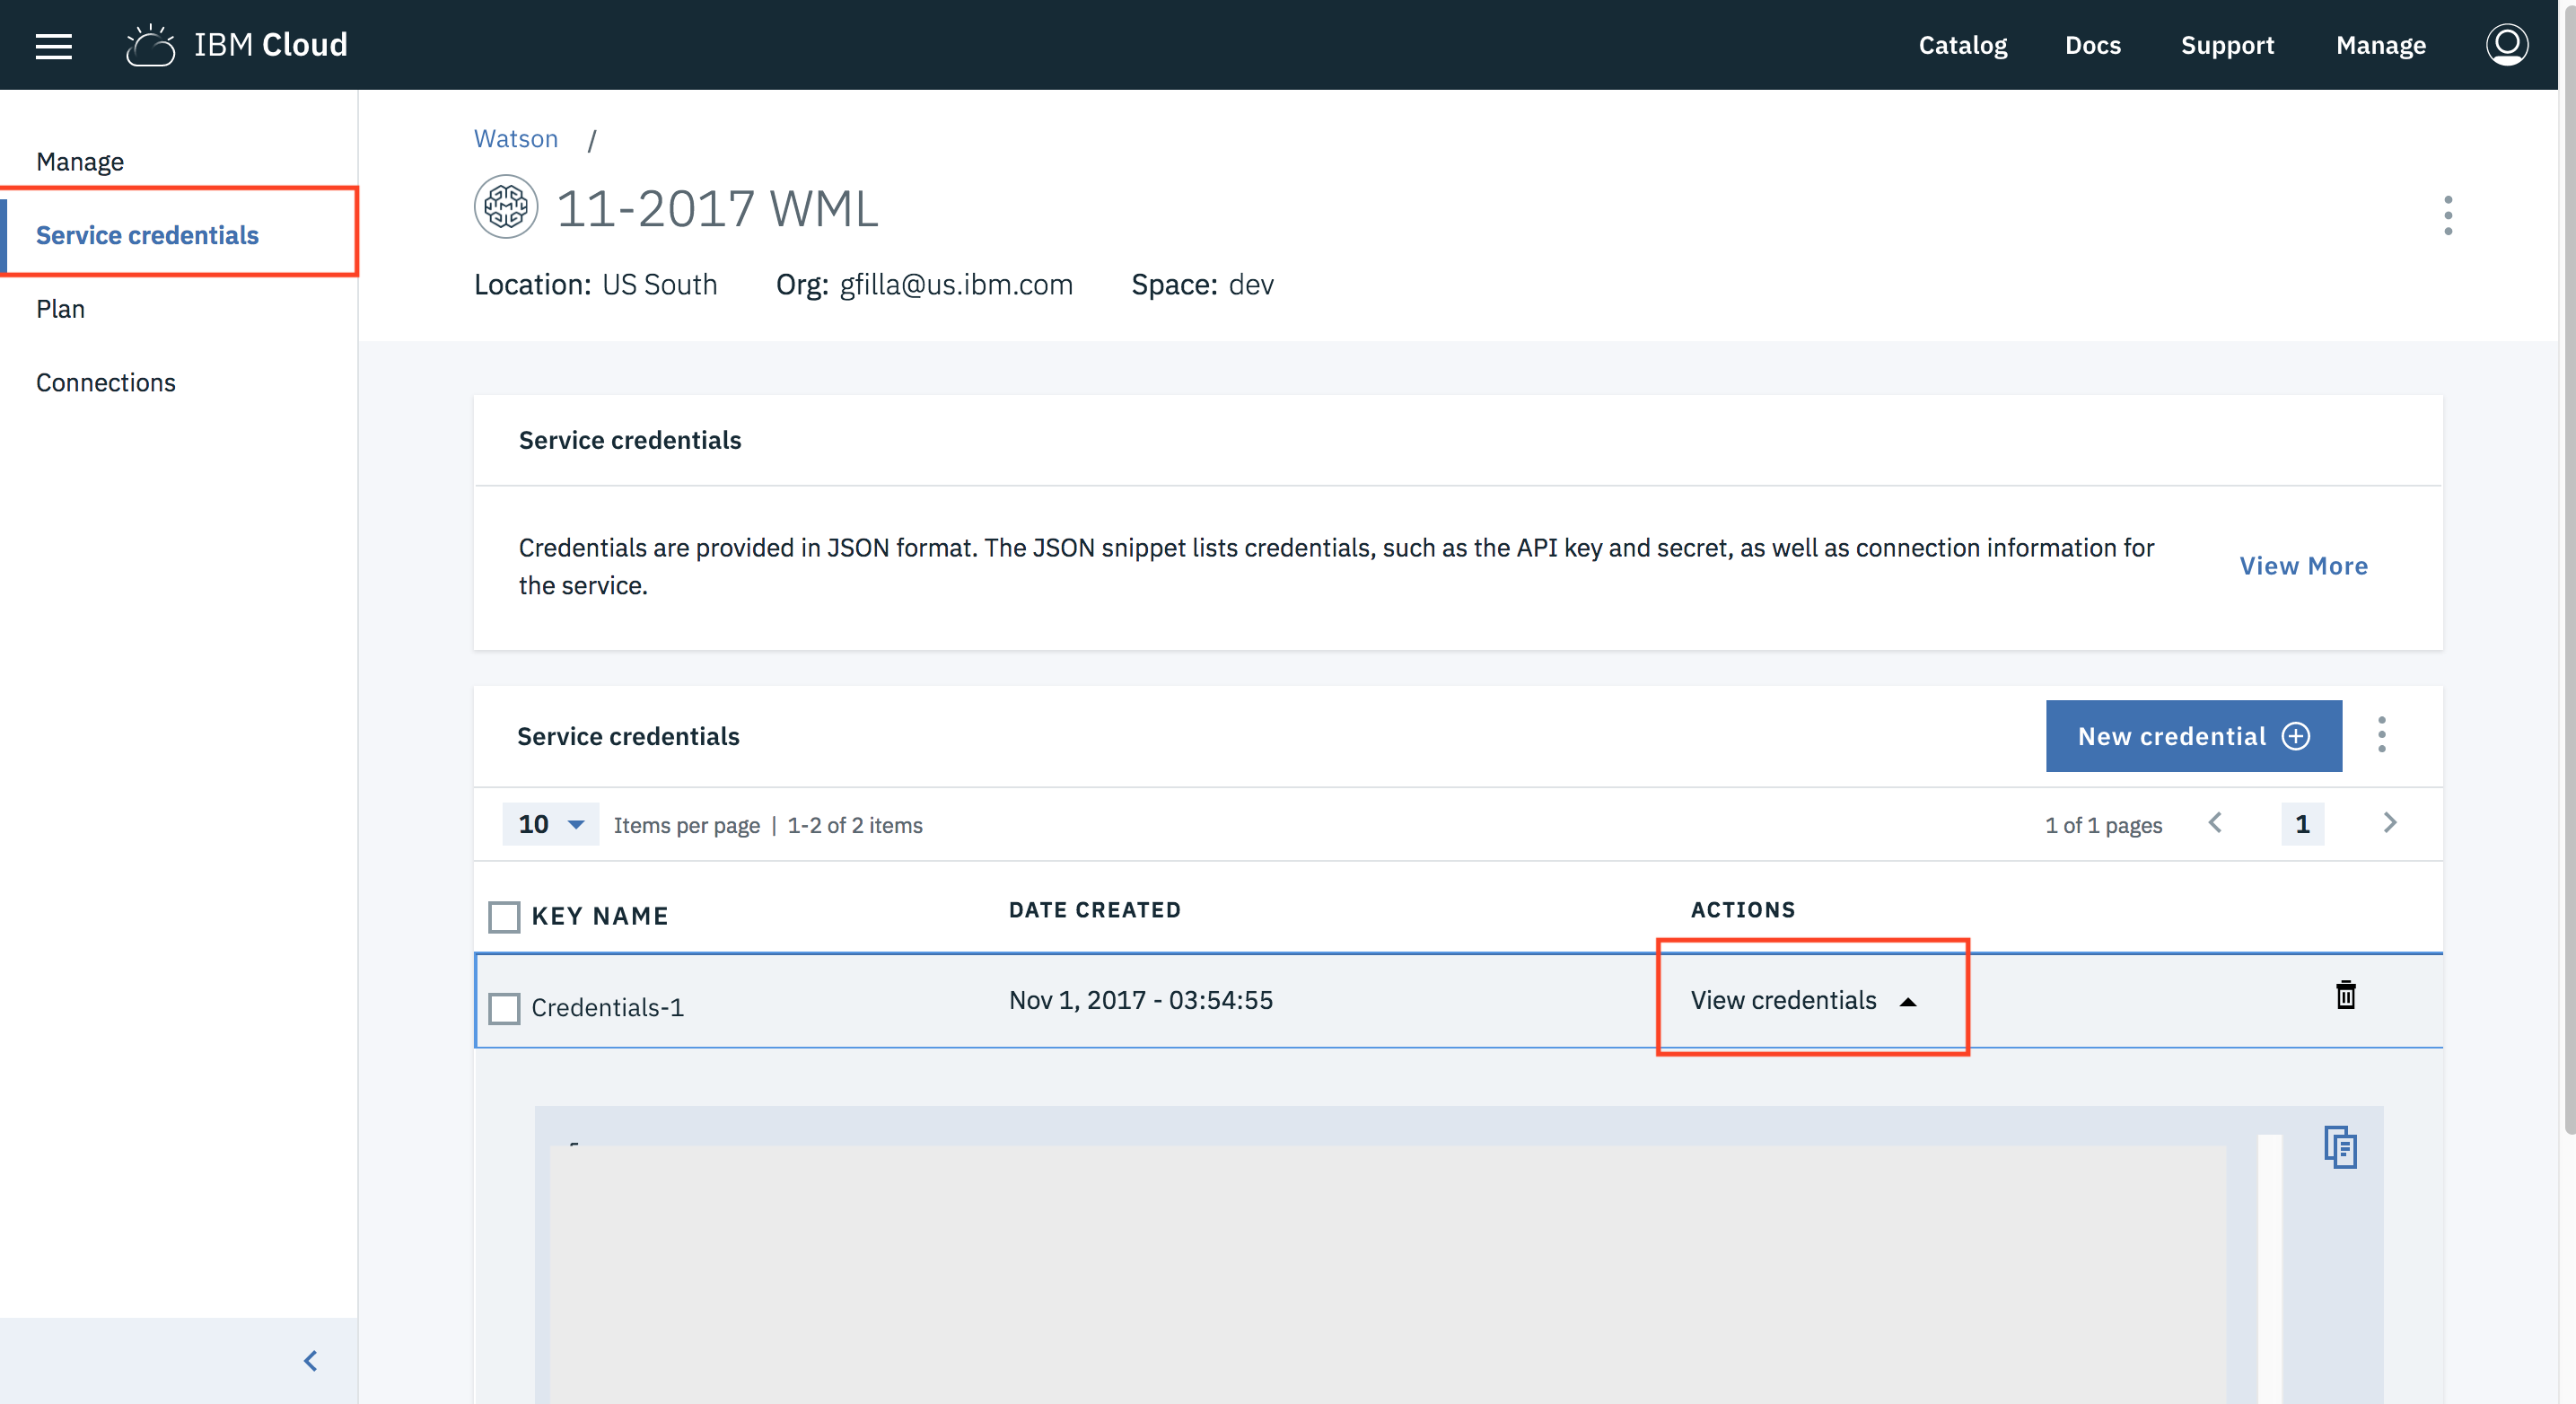 IBM Cloud
Catalog Docs Support Manage
Manage
Service credentials
Plan
Connections
Watson /
11-2017 WML
Location: US South Org: gfilla@us.ibm.com Space: dev
Service credentials
Credentials are provided in JSON format. The JSON snippet lists credentials, such as the API key and secret, as well as connection information for
the service.
View More
Service credentials
New credential
10 Items per page | 1-2 of 2 items
1 of 1 pages 1
KEY NAME DATE CREATED ACTIONS
Credentials-1 Nov 1, 2017 - 03:54:55 View credentials